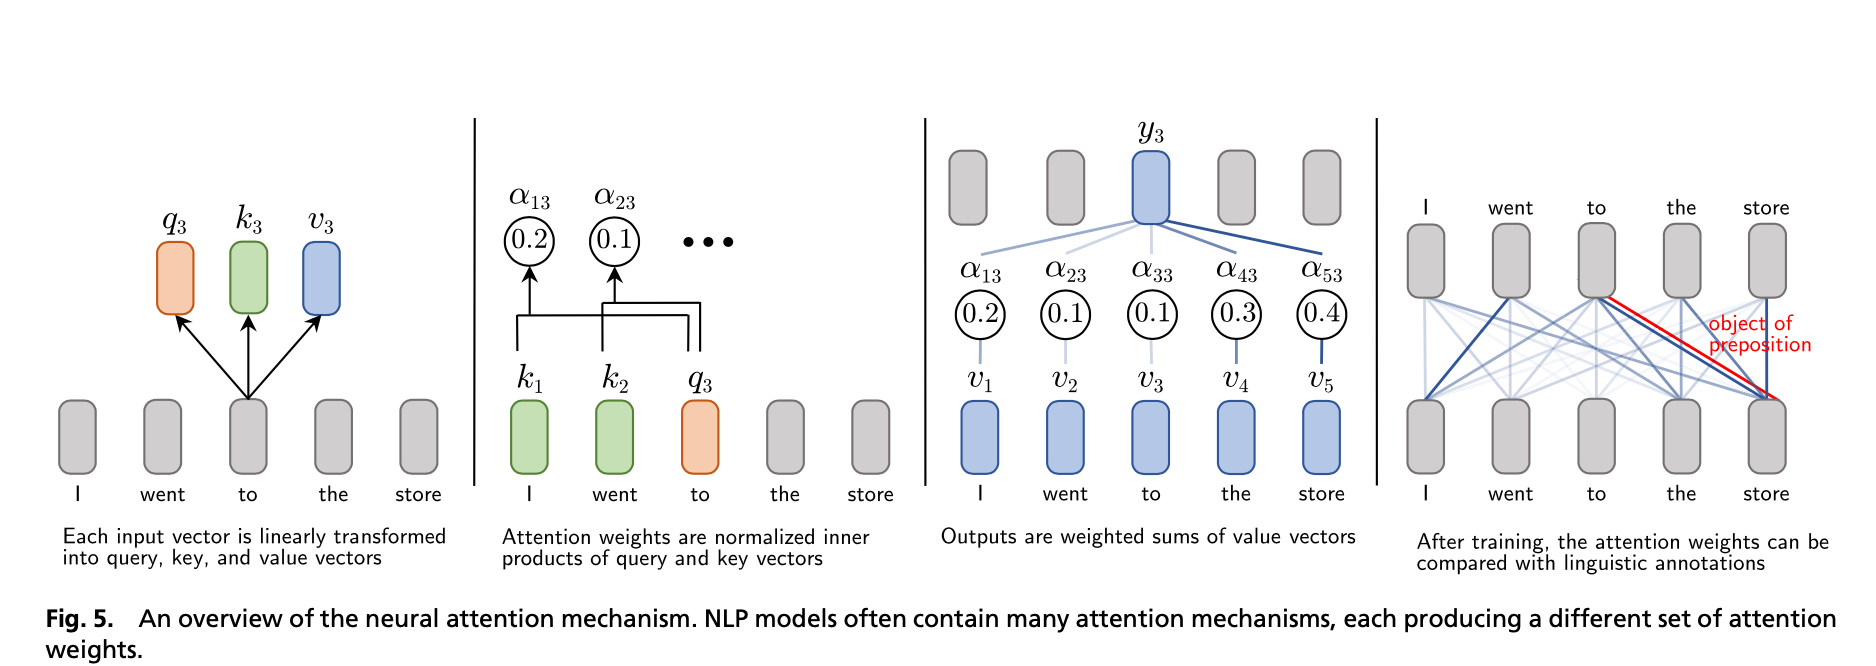 q₃ k₃ v₃
I went to the store
Each input vector is linearly transformed
into query, key, and value vectors
α₁₃ α₂₃
0.2 0.1 •••
k₁ k₂ q₃
I went to the store
Attention weights are normalized inner
products of query and key vectors
y₃
α₁₃ α₂₃ α₃₃ α₄₃ α₅₃
0.2 0.1 0.1 0.3 0.4
v₁ v₂ v₃ v₄ v₅
I went to the store
Outputs are weighted sums of value vectors
I went to the store
object of
preposition
I went to the store
After training, the attention weights can be
compared with linguistic annotations
Fig. 5. An overview of the neural attention mechanism. NLP models often contain many attention mechanisms, each producing a different set of attention
weights.